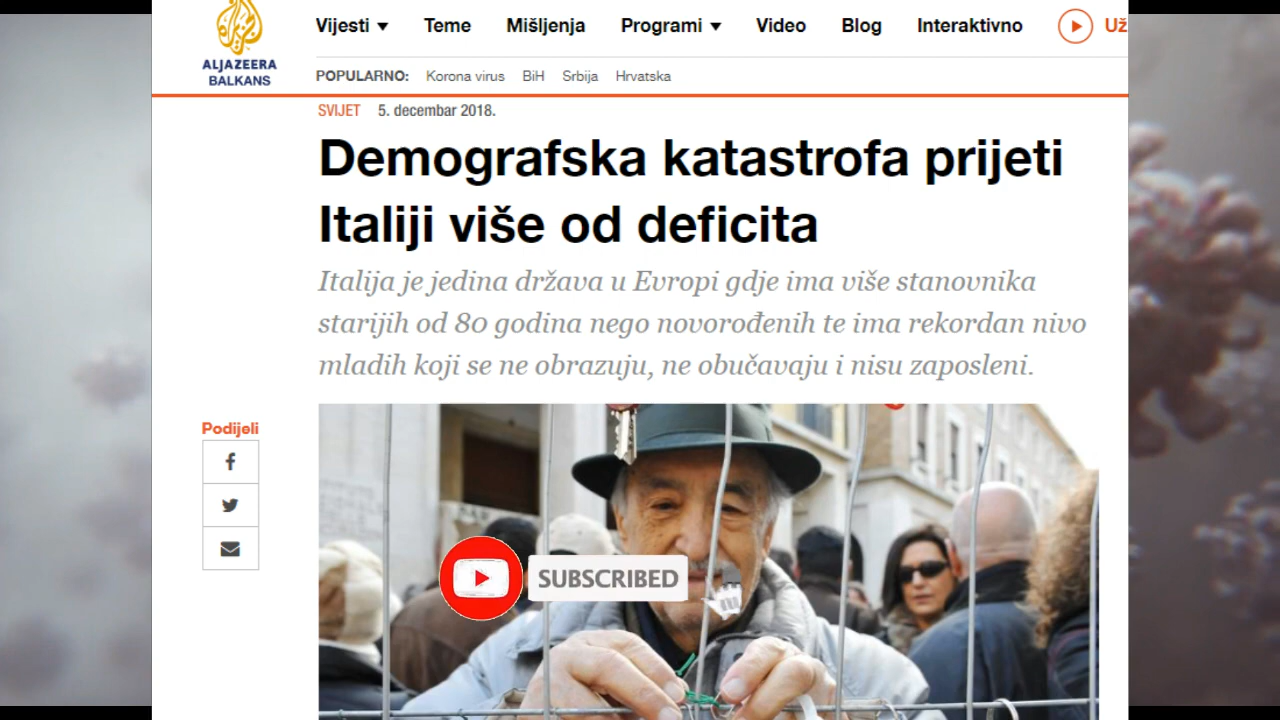 Vijesti Teme Mišljenja Programi Video Blog Interaktivno Už
ALJAZEERA
BALKANS
POPULARNO: Korona virus BiH Srbija Hrvatska
SVIJET 5. decembar 2018.
Demografska katastrofa prijeti
Italiji više od deficita
Italija je jedina država u Evropi gdje ima više stanovnika
starijih od 80 godina nego novorođenih te ima rekordan nivo
mladih koji se ne obrazuju, ne obučavaju i nisu zaposleni.
Podijeli
SUBSCRIBED